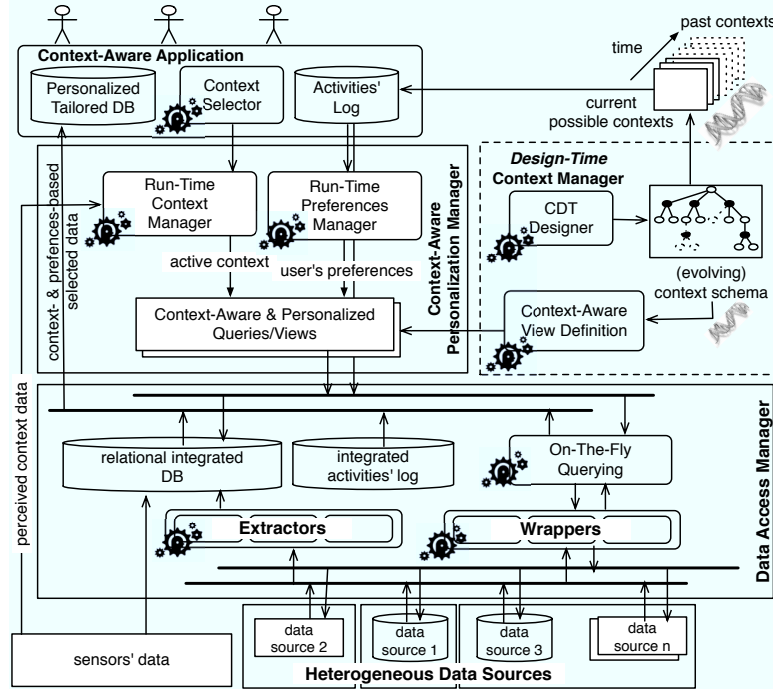 past contexts
time
Context-Aware Application
Personalized
Tailored DB
Context
Selector
Activities'
Log
current
possible contexts
Design-Time
Context Manager
Run-Time
Context
Manager
Run-Time
Preferences
Manager
CDT
Designer
active context
user's preferences
Context-Aware
Personalization Manager
context- & prefences-based
selected data
(evolving)
context schema
Context-Aware & Personalized
Queries/Views
Context-Aware
View Definition
perceived context data
relational integrated
DB
integrated
activities' log
On-The-Fly
Querying
Data Access Manager
Extractors
Wrappers
sensors' data
data
source 2
data
source 1
data
source 3
data
source n
Heterogeneous Data Sources